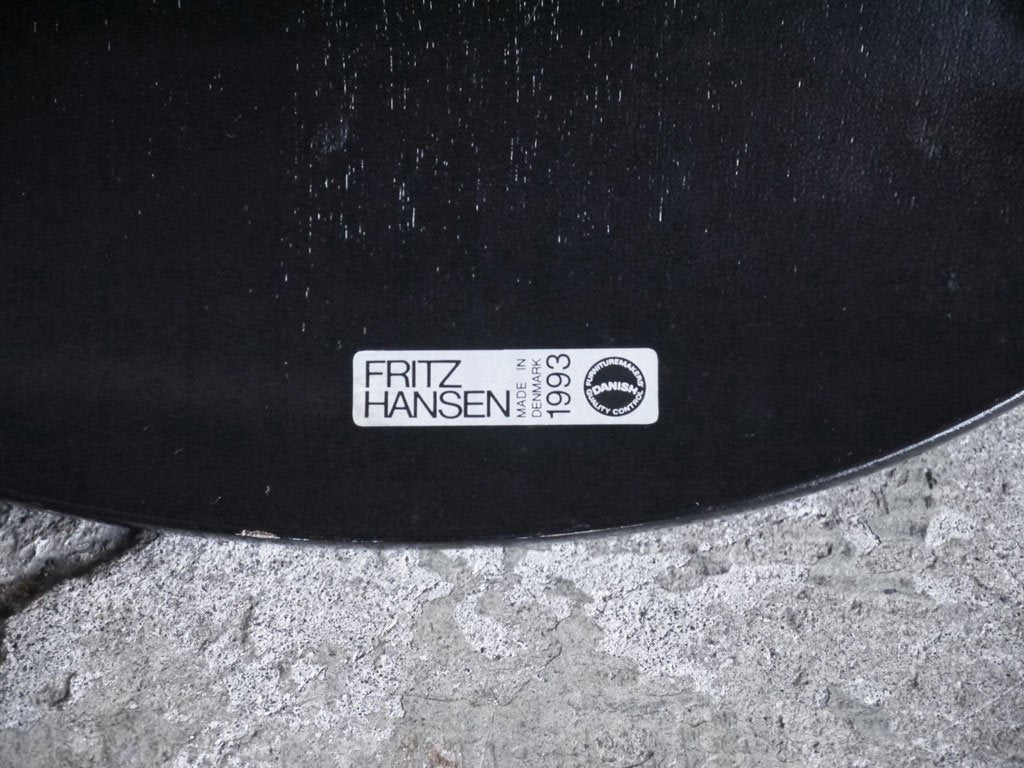 FRITZ
HANSEN
MADE IN
DENMARK
1993
FURNITUREMAKERS'
DANISH
QUALITY CONTROL